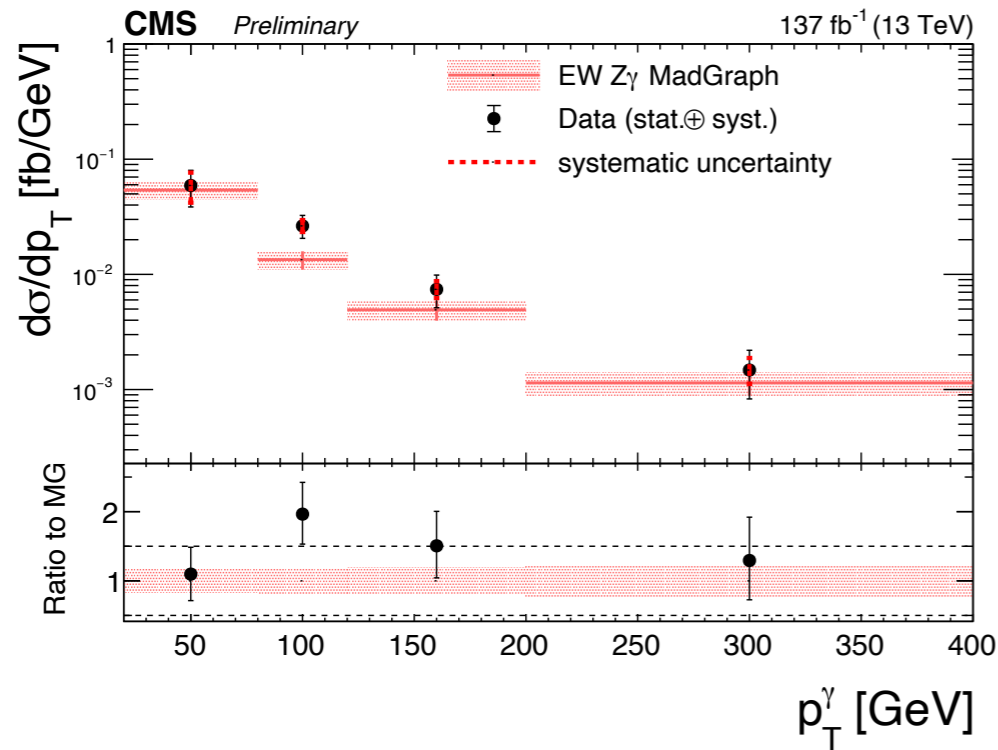 CMS Preliminary 137 fb⁻¹ (13 TeV)
dσ/dp_T [fb/GeV]
1
10⁻¹
10⁻²
10⁻³
EW Zγ MadGraph
Data (stat.⊕ syst.)
systematic uncertainty
Ratio to MG
2
1
50 100 150 200 250 300 350 400
p_T^γ [GeV]